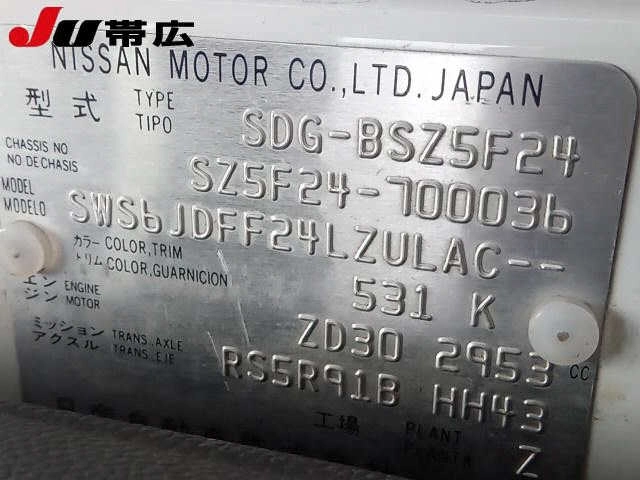 JU帯広
NISSAN MOTOR CO.,LTD. JAPAN
型式 TYPE TIPO SDG-BSZ5F24
CHASSIS NO NO DE CHASIS SZ5F24-700036
MODEL MODELO SWS6JDFF24LZULAC--
カラー COLOR,TRIM
トリム COLOR,GUARNICION 531 K
エンジン ENGINE MOTOR ZD30 2953 CC
ミッション TRANS. AXLE
アクスル TRANS. EJE RS5R91B HH43
工場 PLANT PLANTA Z